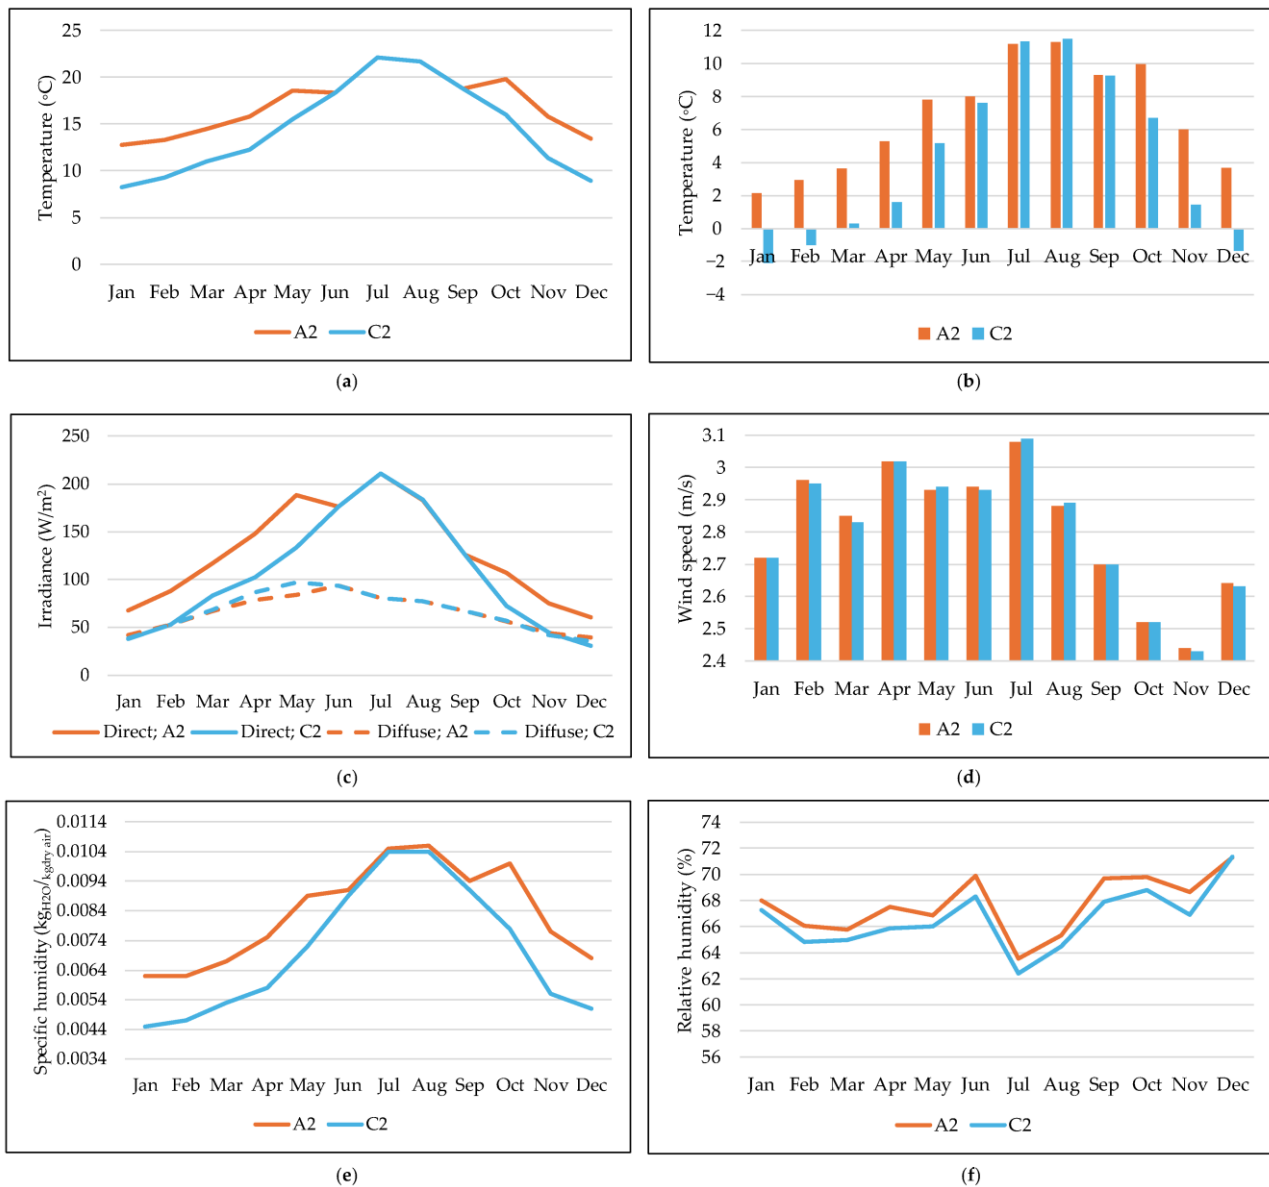 25
20
15
10
5
0
Temperature (◦C)
Jan Feb Mar Apr May Jun Jul Aug Sep Oct Nov Dec
A2 C2
(a)
12
10
8
6
4
2
0
−2
−4
Temperature (◦C)
Jan Feb Mar Apr May Jun Jul Aug Sep Oct Nov Dec
A2 C2
(b)
250
200
150
100
50
0
Irradiance (W/m²)
Jan Feb Mar Apr May Jun Jul Aug Sep Oct Nov Dec
Direct; A2 Direct; C2 Diffuse; A2 Diffuse; C2
(c)
3.1
3
2.9
2.8
2.7
2.6
2.5
2.4
Wind speed (m/s)
Jan Feb Mar Apr May Jun Jul Aug Sep Oct Nov Dec
A2 C2
(d)
0.0114
0.0104
0.0094
0.0084
0.0074
0.0064
0.0054
0.0044
0.0034
Specific humidity (kgH2O/kgdry air)
Jan Feb Mar Apr May Jun Jul Aug Sep Oct Nov Dec
A2 C2
(e)
74
72
70
68
66
64
62
60
58
56
Relative humidity (%)
Jan Feb Mar Apr May Jun Jul Aug Sep Oct Nov Dec
A2 C2
(f)